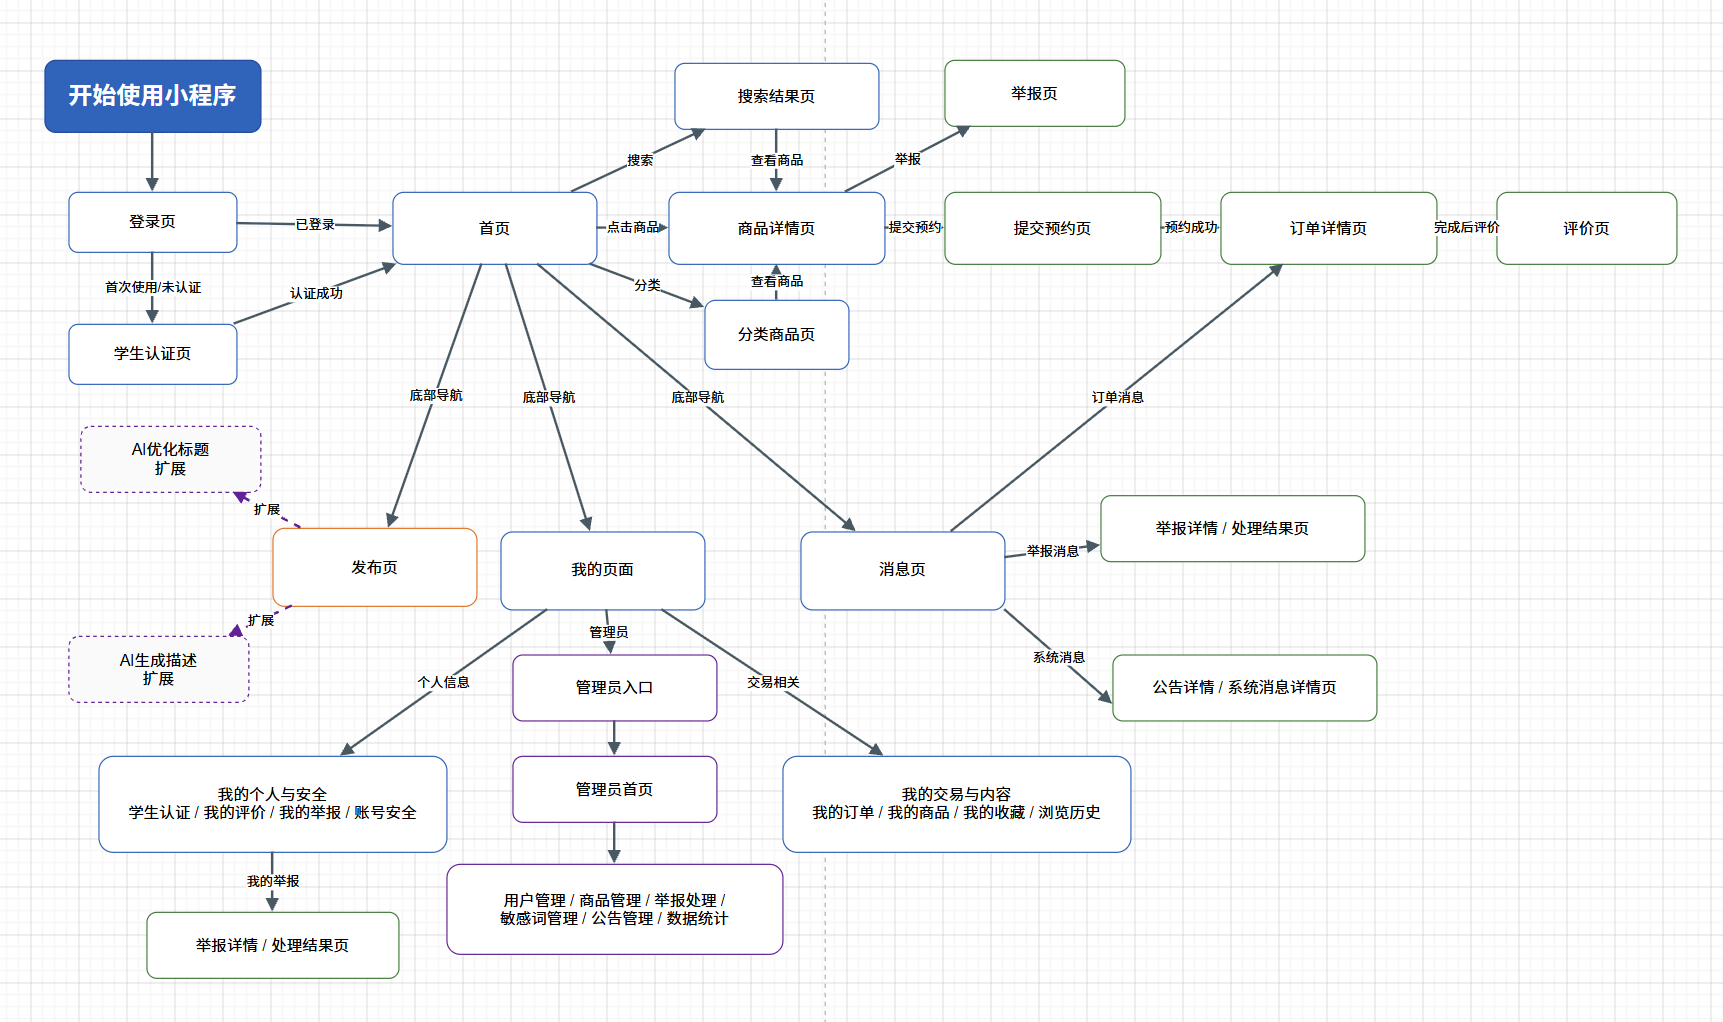 开始使用小程序
搜索结果页
举报页
搜索
查看商品
举报
登录页
已登录
首页
点击商品
商品详情页
提交预约
提交预约页
预约成功
订单详情页
完成后评价
评价页
首次使用/未认证
认证成功
分类
查看商品
学生认证页
分类商品页
底部导航
底部导航
底部导航
订单消息
AI优化标题
扩展
扩展
发布页
我的页面
消息页
举报消息
举报详情 / 处理结果页
扩展
AI生成描述
扩展
管理员
系统消息
个人信息
管理员入口
交易相关
公告详情 / 系统消息详情页
我的个人与安全
学生认证 / 我的评价 / 我的举报 / 账号安全
管理员首页
我的交易与内容
我的订单 / 我的商品 / 我的收藏 / 浏览历史
我的举报
用户管理 / 商品管理 / 举报处理 /
敏感词管理 / 公告管理 / 数据统计
举报详情 / 处理结果页